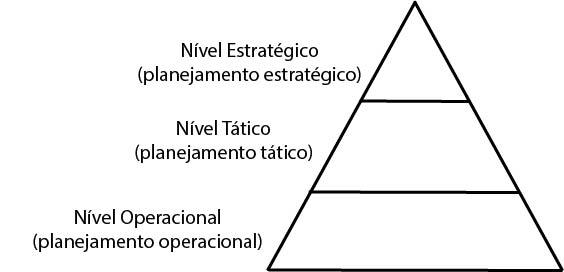 Nível Estratégico
(planejamento estratégico)
Nível Tático
(planejamento tático)
Nível Operacional
(planejamento operacional)